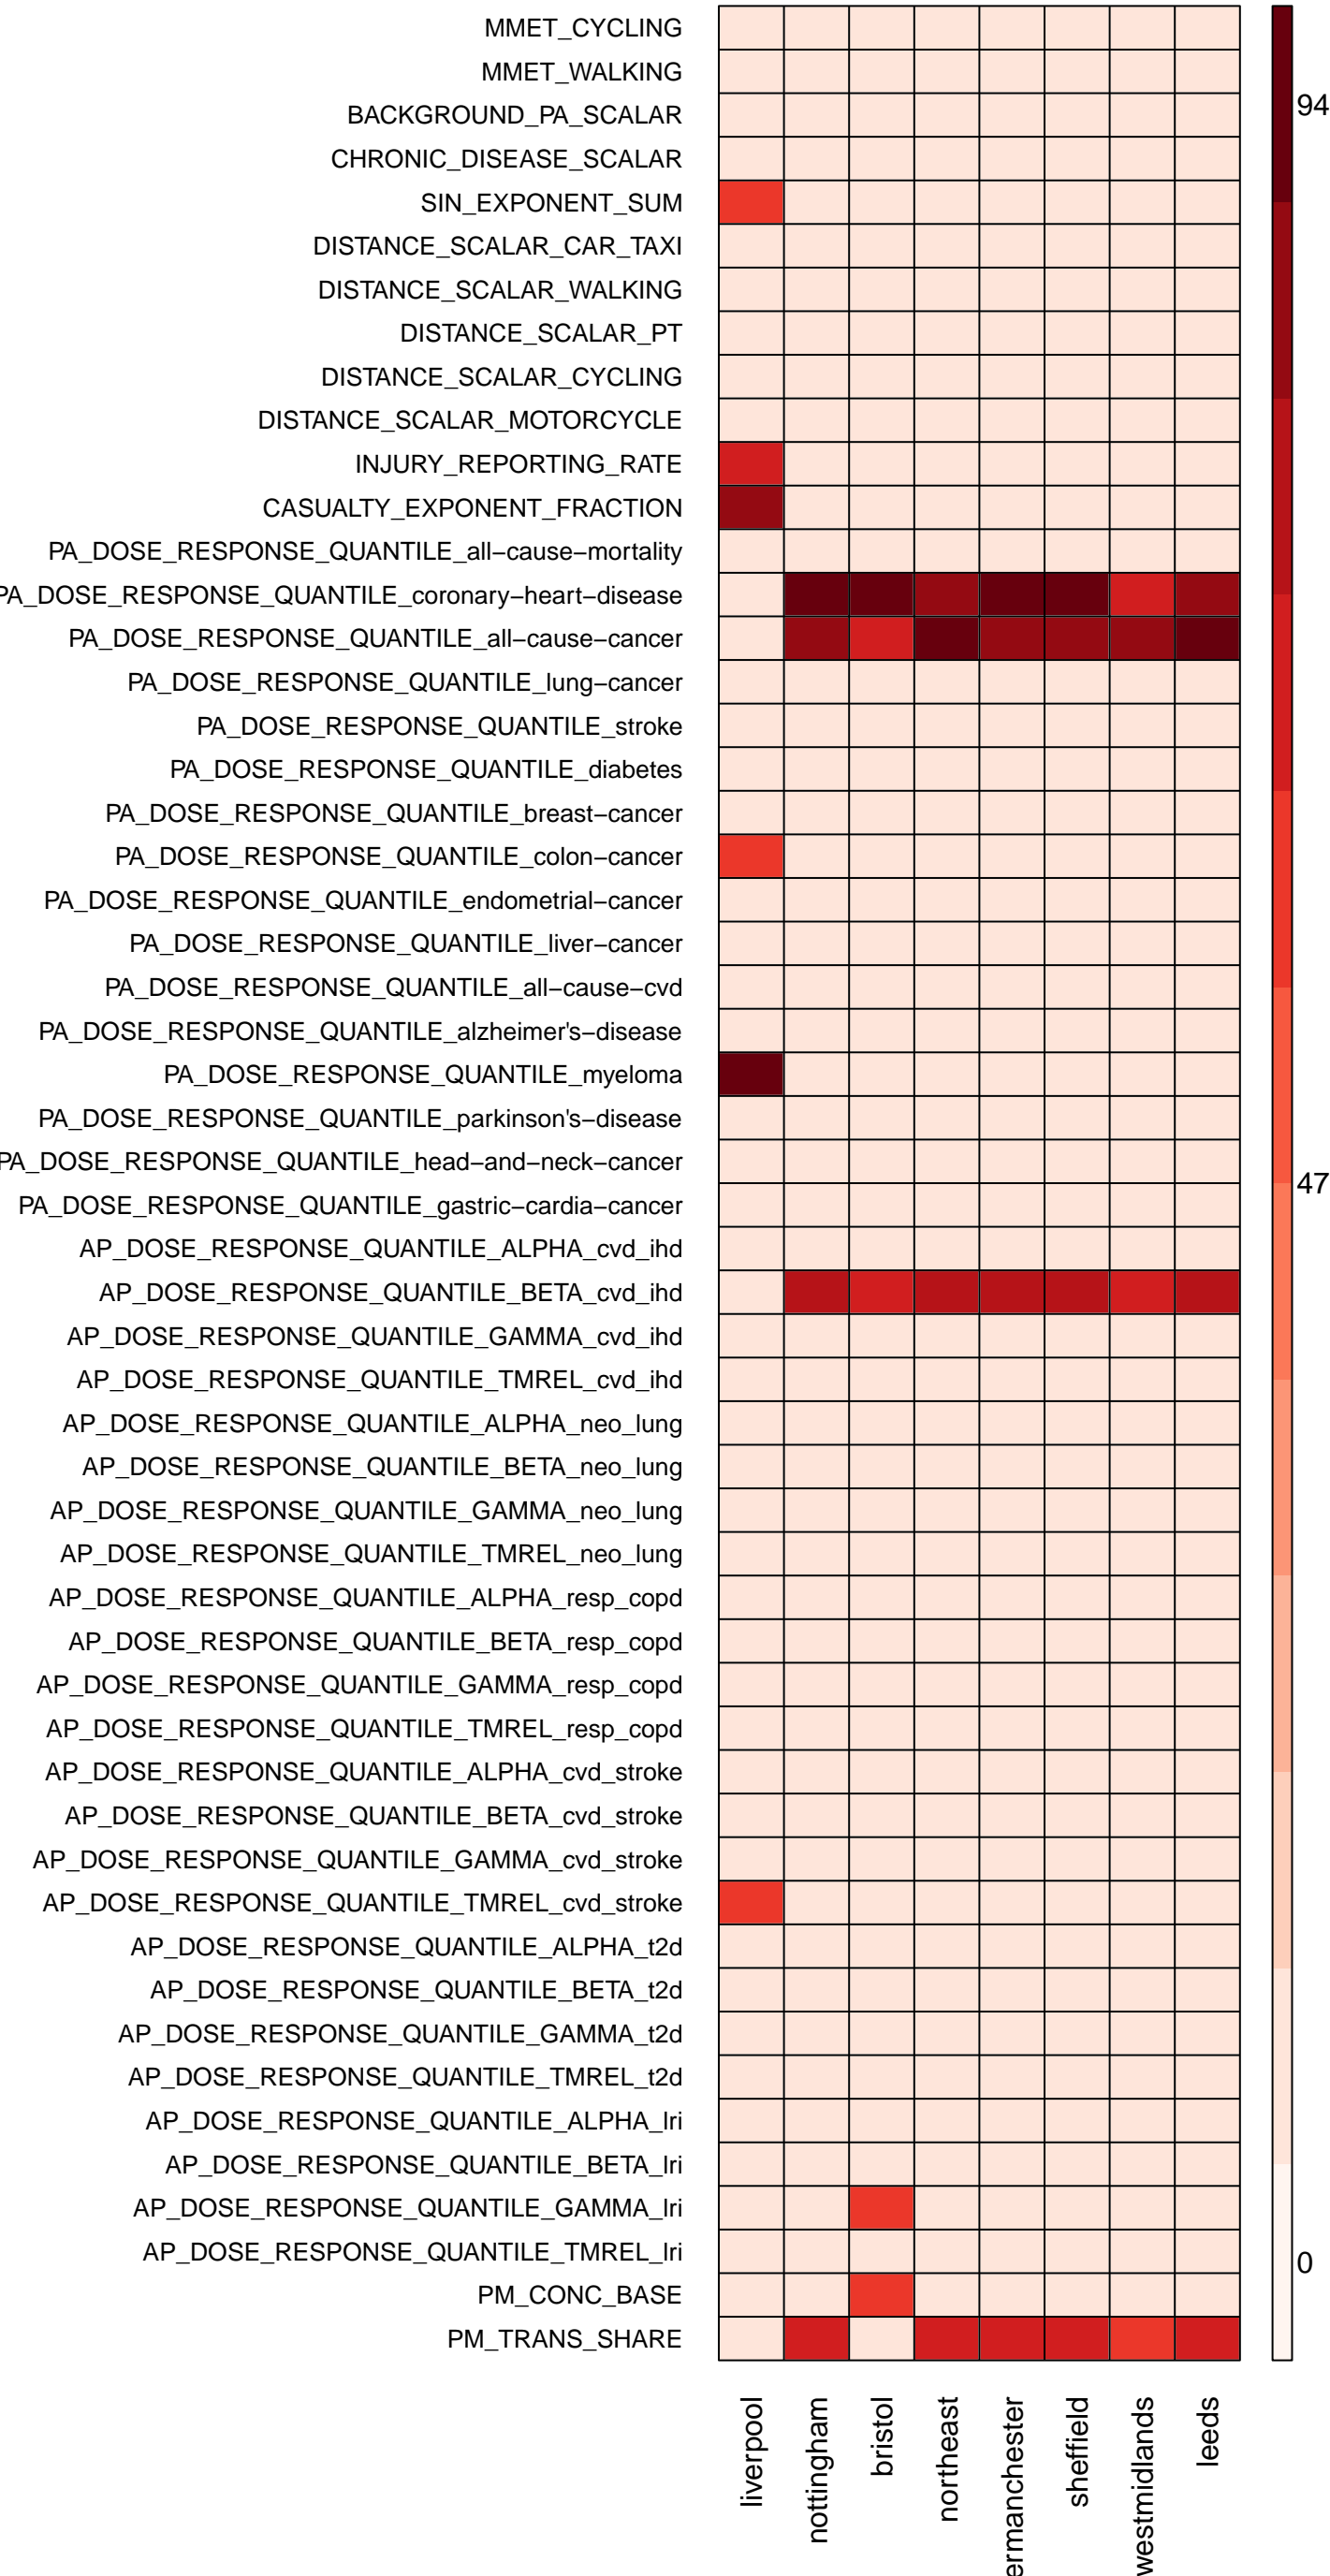 MMET_CYCLING
MMET_WALKING
BACKGROUND_PA_SCALAR
CHRONIC_DISEASE_SCALAR
SIN_EXPONENT_SUM
DISTANCE_SCALAR_CAR_TAXI
DISTANCE_SCALAR_WALKING
DISTANCE_SCALAR_PT
DISTANCE_SCALAR_CYCLING
DISTANCE_SCALAR_MOTORCYCLE
INJURY_REPORTING_RATE
CASUALTY_EXPONENT_FRACTION
PA_DOSE_RESPONSE_QUANTILE_all−cause−mortality
PA_DOSE_RESPONSE_QUANTILE_coronary−heart−disease
PA_DOSE_RESPONSE_QUANTILE_all−cause−cancer
PA_DOSE_RESPONSE_QUANTILE_lung−cancer
PA_DOSE_RESPONSE_QUANTILE_stroke
PA_DOSE_RESPONSE_QUANTILE_diabetes
PA_DOSE_RESPONSE_QUANTILE_breast−cancer
PA_DOSE_RESPONSE_QUANTILE_colon−cancer
PA_DOSE_RESPONSE_QUANTILE_endometrial−cancer
PA_DOSE_RESPONSE_QUANTILE_liver−cancer
PA_DOSE_RESPONSE_QUANTILE_all−cause−cvd
PA_DOSE_RESPONSE_QUANTILE_alzheimer's−disease
PA_DOSE_RESPONSE_QUANTILE_myeloma
PA_DOSE_RESPONSE_QUANTILE_parkinson's−disease
PA_DOSE_RESPONSE_QUANTILE_head−and−neck−cancer
PA_DOSE_RESPONSE_QUANTILE_gastric−cardia−cancer
AP_DOSE_RESPONSE_QUANTILE_ALPHA_cvd_ihd
AP_DOSE_RESPONSE_QUANTILE_BETA_cvd_ihd
AP_DOSE_RESPONSE_QUANTILE_GAMMA_cvd_ihd
AP_DOSE_RESPONSE_QUANTILE_TMREL_cvd_ihd
AP_DOSE_RESPONSE_QUANTILE_ALPHA_neo_lung
AP_DOSE_RESPONSE_QUANTILE_BETA_neo_lung
AP_DOSE_RESPONSE_QUANTILE_GAMMA_neo_lung
AP_DOSE_RESPONSE_QUANTILE_TMREL_neo_lung
AP_DOSE_RESPONSE_QUANTILE_ALPHA_resp_copd
AP_DOSE_RESPONSE_QUANTILE_BETA_resp_copd
AP_DOSE_RESPONSE_QUANTILE_GAMMA_resp_copd
AP_DOSE_RESPONSE_QUANTILE_TMREL_resp_copd
AP_DOSE_RESPONSE_QUANTILE_ALPHA_cvd_stroke
AP_DOSE_RESPONSE_QUANTILE_BETA_cvd_stroke
AP_DOSE_RESPONSE_QUANTILE_GAMMA_cvd_stroke
AP_DOSE_RESPONSE_QUANTILE_TMREL_cvd_stroke
AP_DOSE_RESPONSE_QUANTILE_ALPHA_t2d
AP_DOSE_RESPONSE_QUANTILE_BETA_t2d
AP_DOSE_RESPONSE_QUANTILE_GAMMA_t2d
AP_DOSE_RESPONSE_QUANTILE_TMREL_t2d
AP_DOSE_RESPONSE_QUANTILE_ALPHA_lri
AP_DOSE_RESPONSE_QUANTILE_BETA_lri
AP_DOSE_RESPONSE_QUANTILE_GAMMA_lri
AP_DOSE_RESPONSE_QUANTILE_TMREL_lri
PM_CONC_BASE
PM_TRANS_SHARE
liverpool
nottingham
bristol
northeast
ermanchester
sheffield
westmidlands
leeds
94
47
0